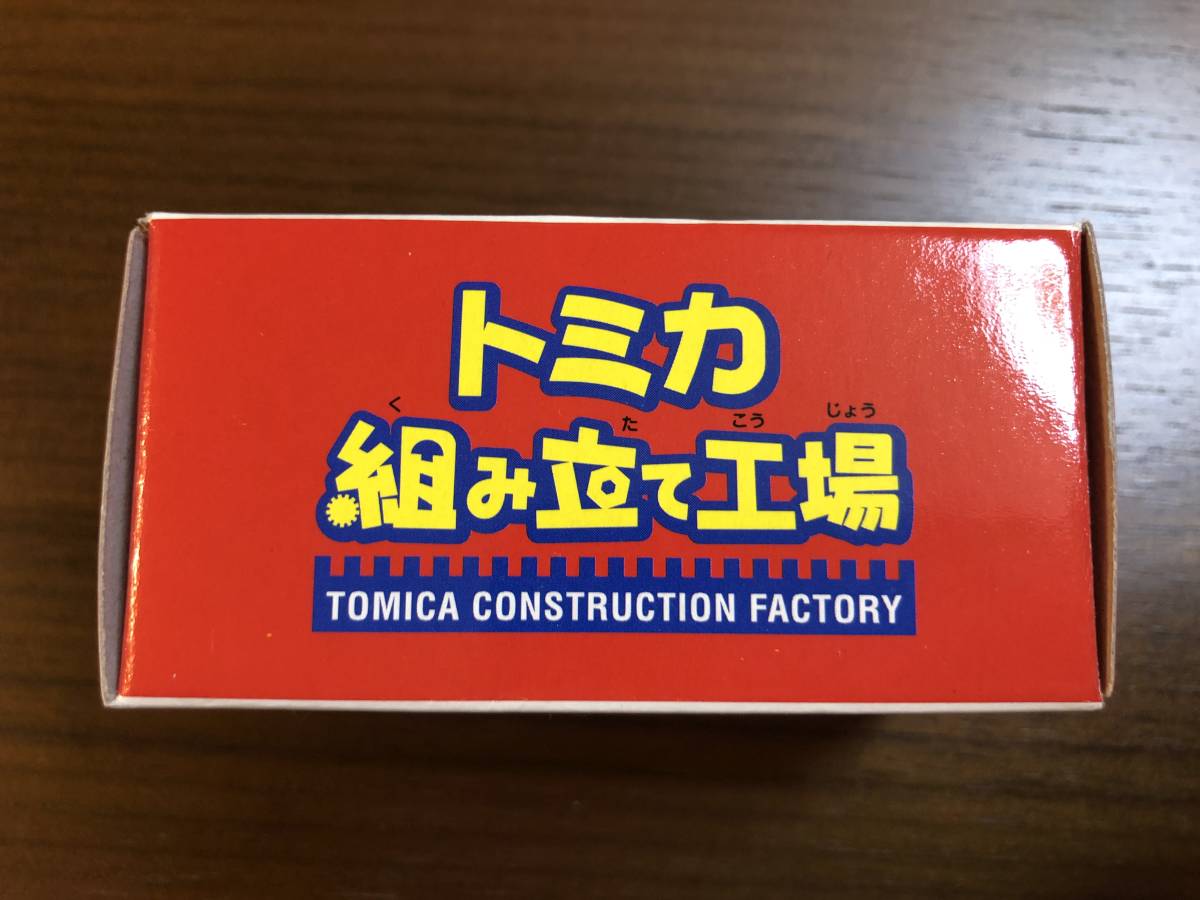 トミカ
く た こう じょう
組み立て工場
TOMICA CONSTRUCTION FACTORY